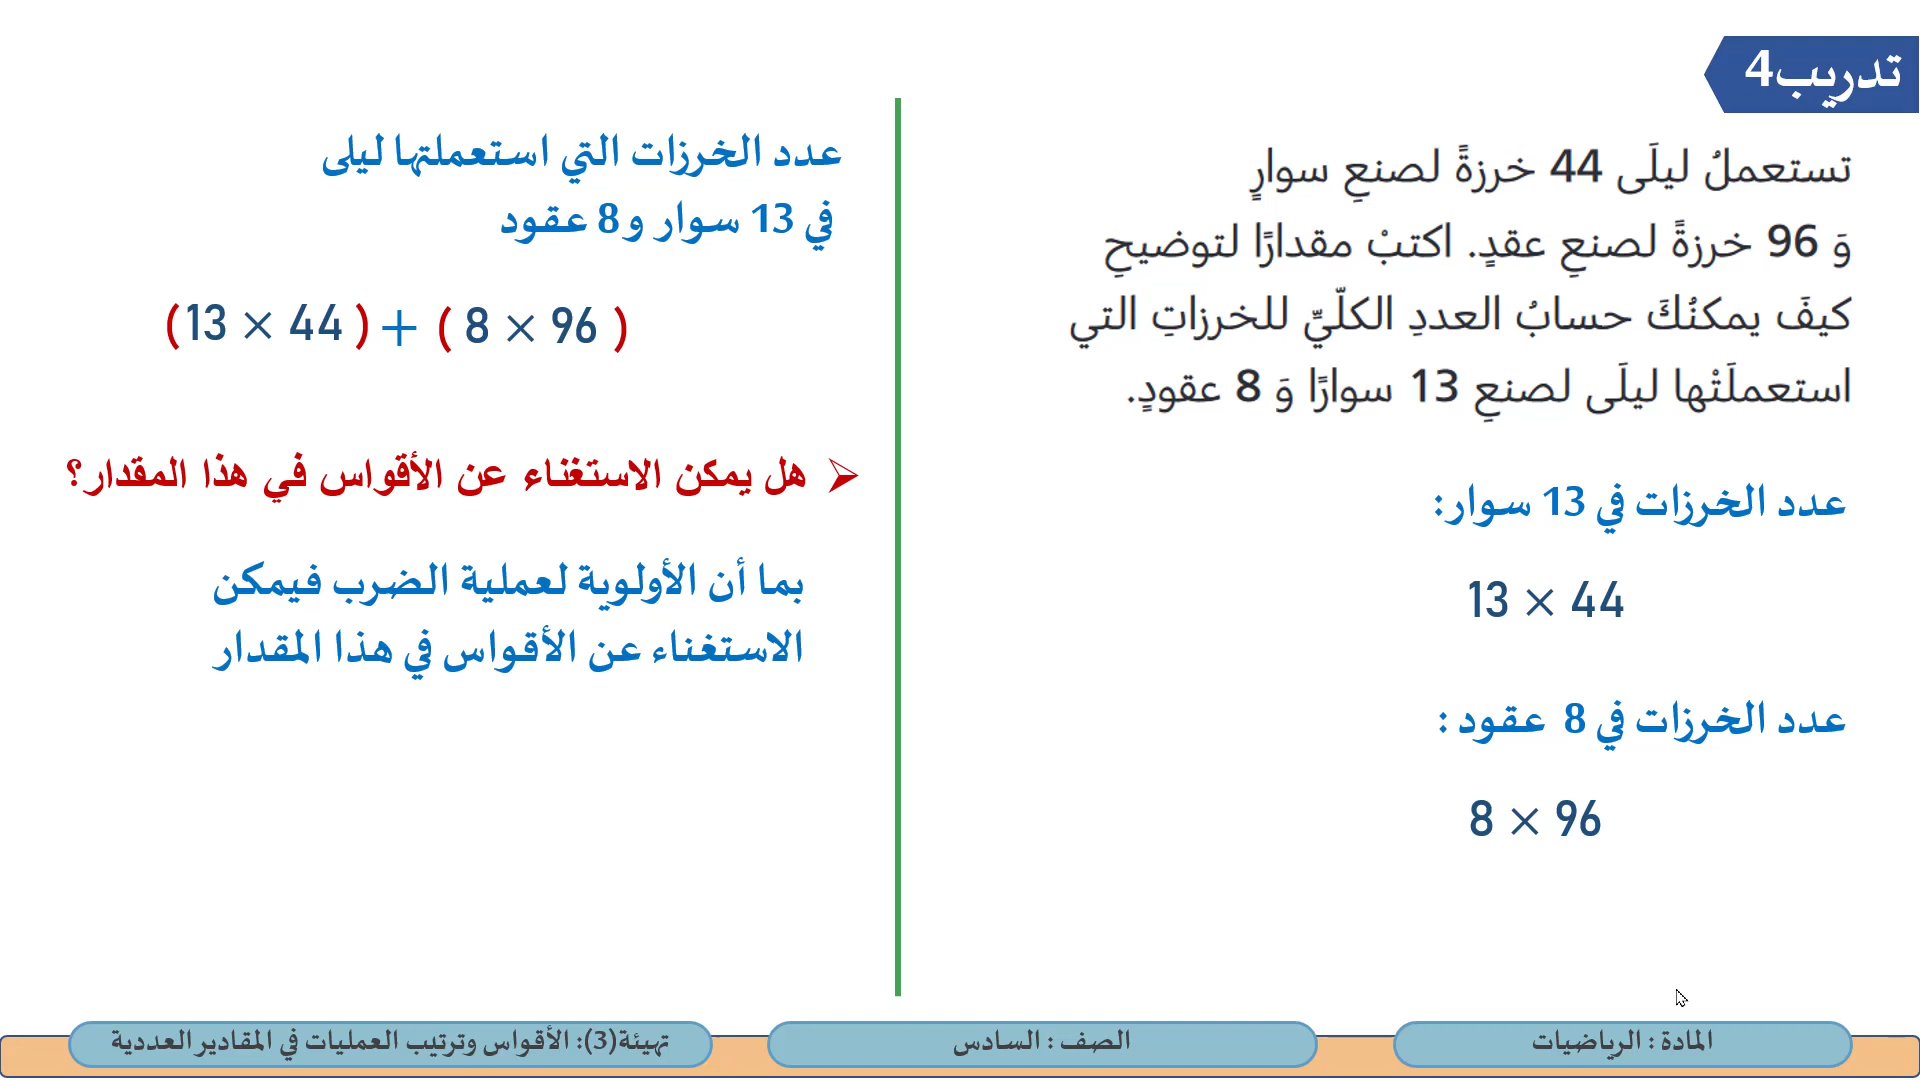 تدريب4
تستعملُ ليلَى 44 خرزةً لصنعِ سوارٍ
وَ 96 خرزةً لصنعِ عقدٍ. اكتبْ مقدارًا لتوضيحِ
كيفَ يمكنُكَ حسابُ العددِ الكلّيِّ للخرزاتِ التي
استعملَتْها ليلَى لصنعِ 13 سوارًا وَ 8 عقودٍ.
عدد الخرزات في 13 سوار:
13 × 44
عدد الخرزات في 8 عقود :
8 × 96
عدد الخرزات التي استعملتها ليلى
في 13 سوار و 8 عقود
(13 × 44 ) + ( 8 × 96 )
➢ هل يمكن الاستغناء عن الأقواس في هذا المقدار؟
بما أن الأولوية لعملية الضرب فيمكن
الاستغناء عن الأقواس في هذا المقدار
المادة : الرياضيات
الصف : السادس
تهيئة(3): الأقواس وترتيب العمليات في المقادير العددية